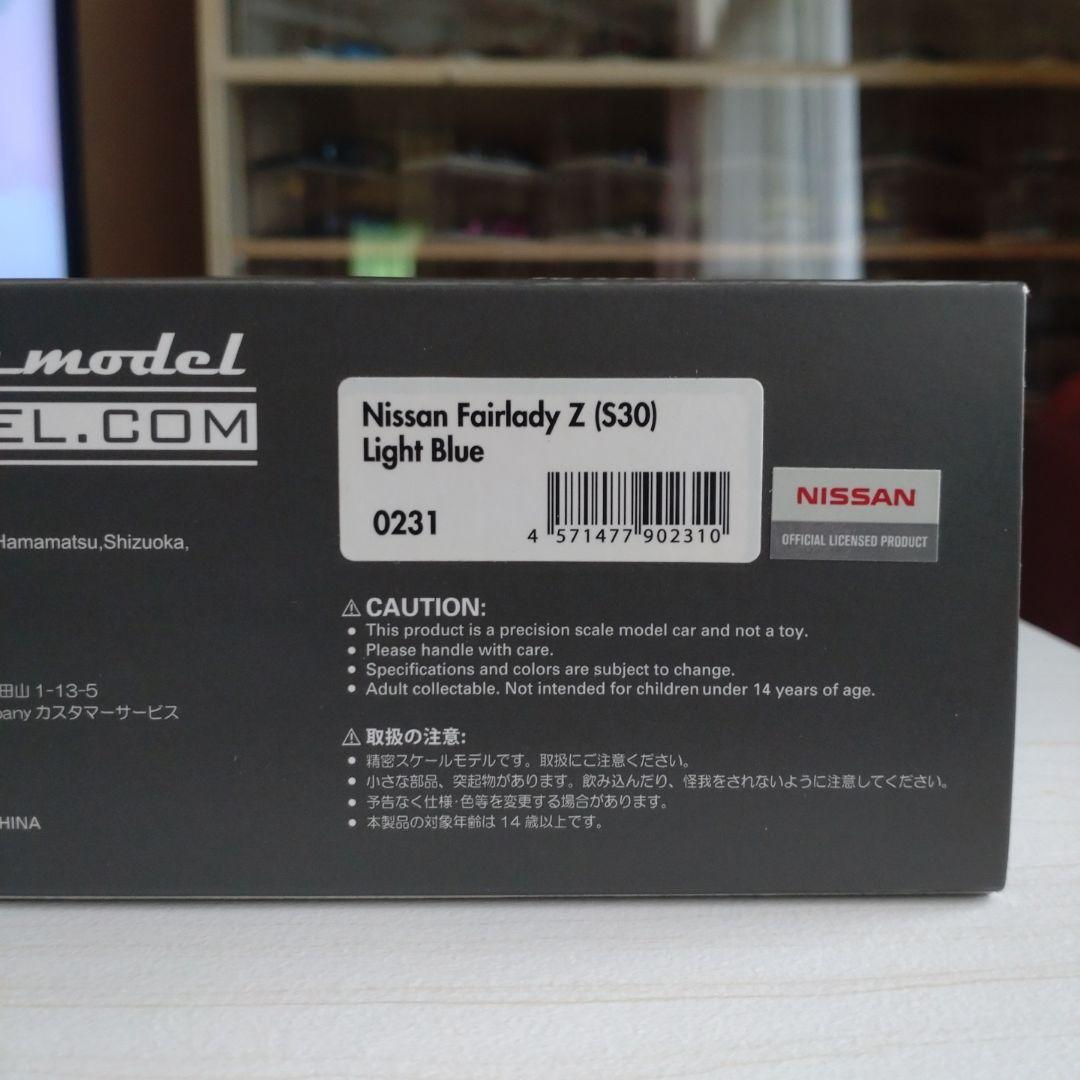 model
EL.COM
Nissan Fairlady Z (S30)
Light Blue
0231
4 571477 902310
NISSAN
OFFICIAL LICENSED PRODUCT
Hamamatsu,Shizuoka,
⚠ CAUTION:
• This product is a precision scale model car and not a toy.
• Please handle with care.
• Specifications and colors are subject to change.
• Adult collectable. Not intended for children under 14 years of age.
田山 1-13-5
pany カスタマーサービス
⚠ 取扱の注意:
• 精密スケールモデルです。取扱にご注意ください。
• 小さな部品、突起物があります。飲み込んだり、怪我をされないように注意してください。
• 予告なく仕様・色等を変更する場合があります。
• 本製品の対象年齢は 14 歳以上です。
HINA